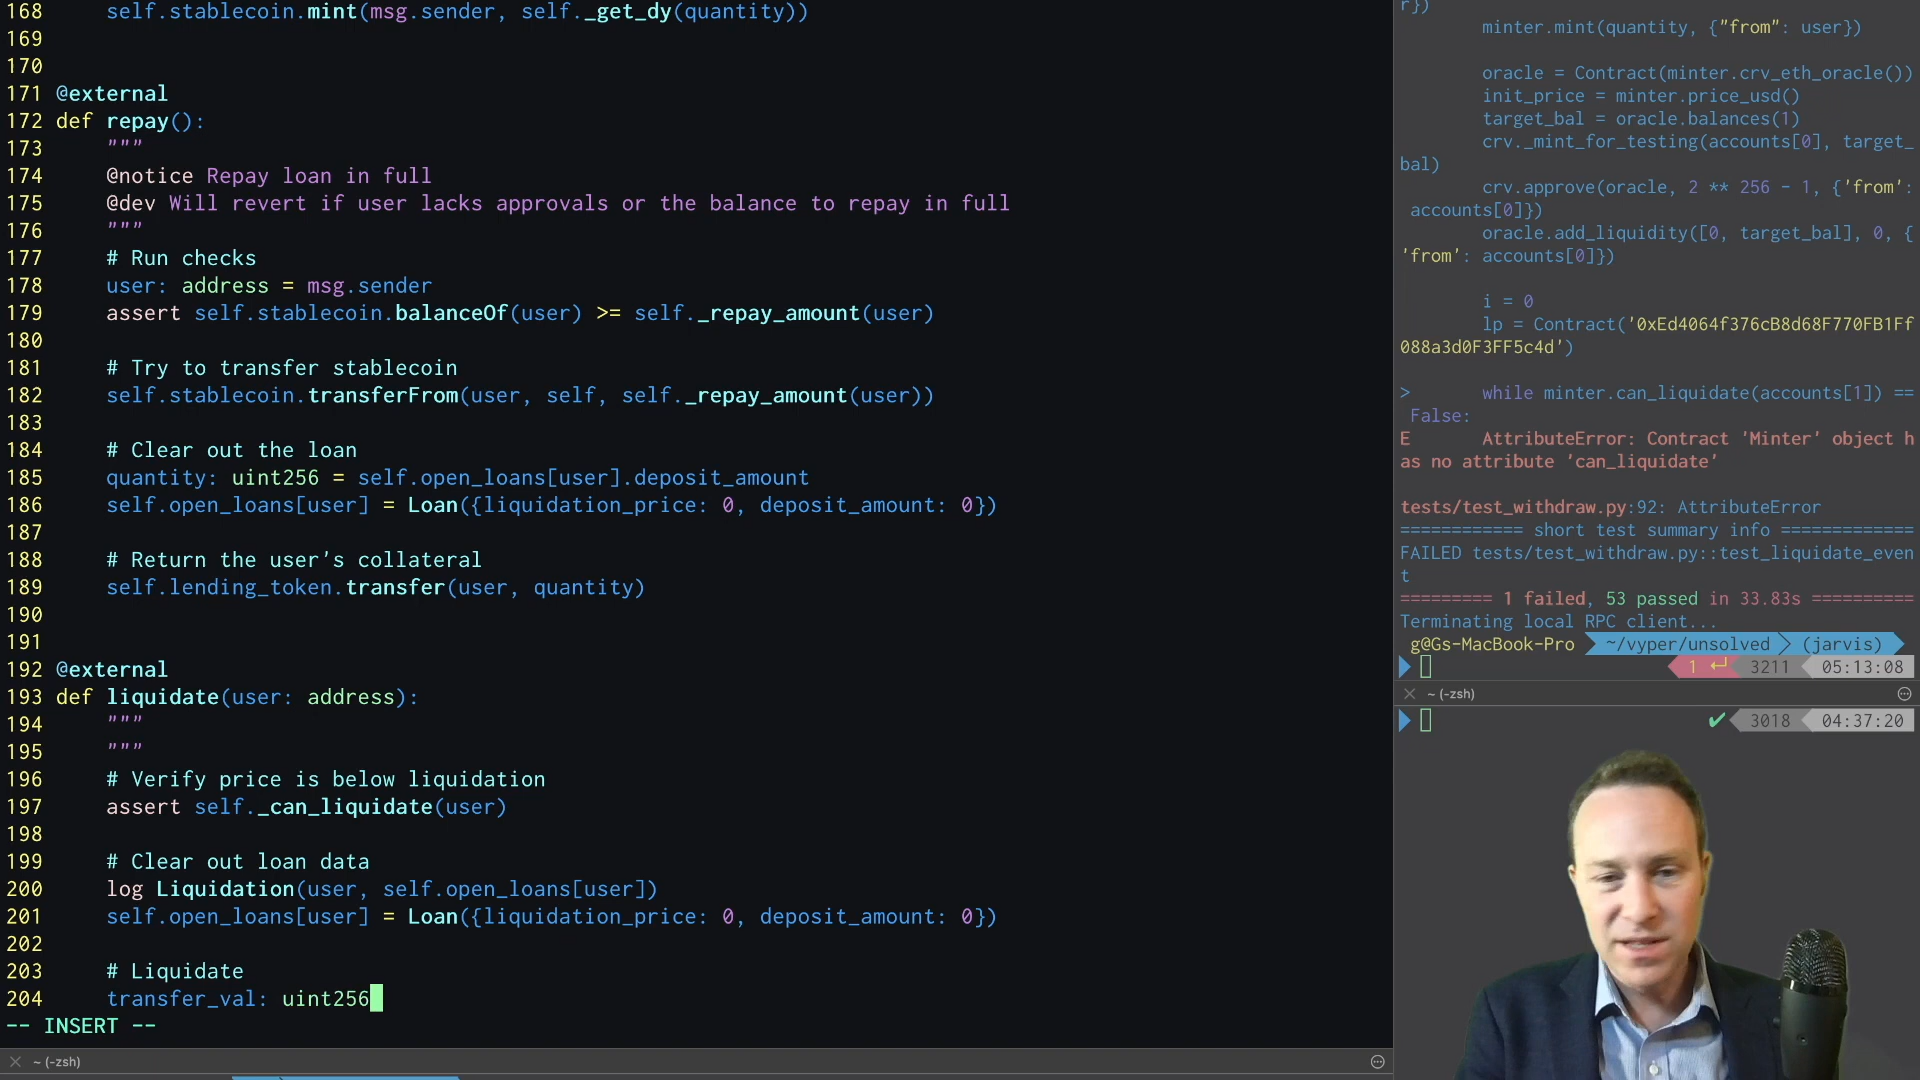 168     self.stablecoin.mint(msg.sender, self._get_dy(quantity))
169
170
171 @external
172 def repay():
173     """
174     @notice Repay loan in full
175     @dev Will revert if user lacks approvals or the balance to repay in full
176     """
177     # Run checks
178     user: address = msg.sender
179     assert self.stablecoin.balanceOf(user) >= self._repay_amount(user)
180
181     # Try to transfer stablecoin
182     self.stablecoin.transferFrom(user, self, self._repay_amount(user))
183
184     # Clear out the loan
185     quantity: uint256 = self.open_loans[user].deposit_amount
186     self.open_loans[user] = Loan({liquidation_price: 0, deposit_amount: 0})
187
188     # Return the user's collateral
189     self.lending_token.transfer(user, quantity)
190
191
192 @external
193 def liquidate(user: address):
194     """
195     """
196     # Verify price is below liquidation
197     assert self._can_liquidate(user)
198
199     # Clear out loan data
200     log Liquidation(user, self.open_loans[user])
201     self.open_loans[user] = Loan({liquidation_price: 0, deposit_amount: 0})
202
203     # Liquidate
204     transfer_val: uint256
-- INSERT --
~ (-zsh)
r})
minter.mint(quantity, {"from": user})
oracle = Contract(minter.crv_eth_oracle())
init_price = minter.price_usd()
target_bal = oracle.balances(1)
crv._mint_for_testing(accounts[0], target_
bal)
crv.approve(oracle, 2 ** 256 - 1, {'from':
accounts[0]})
oracle.add_liquidity([0, target_bal], 0, {
'from': accounts[0]})
i = 0
lp = Contract('0xEd4064f376cB8d68F770FB1Ff
088a3d0F3FF5c4d')
>       while minter.can_liquidate(accounts[1]) ==
False:
E       AttributeError: Contract 'Minter' object h
as no attribute 'can_liquidate'
tests/test_withdraw.py:92: AttributeError
============ short test summary info =============
FAILED tests/test_withdraw.py::test_liquidate_even
t
========= 1 failed, 53 passed in 33.83s ==========
Terminating local RPC client...
g@Gs-MacBook-Pro ~/vyper/unsolved (jarvis)
1 ↵ 3211 05:13:08
~ (-zsh)
✔ 3018 04:37:20